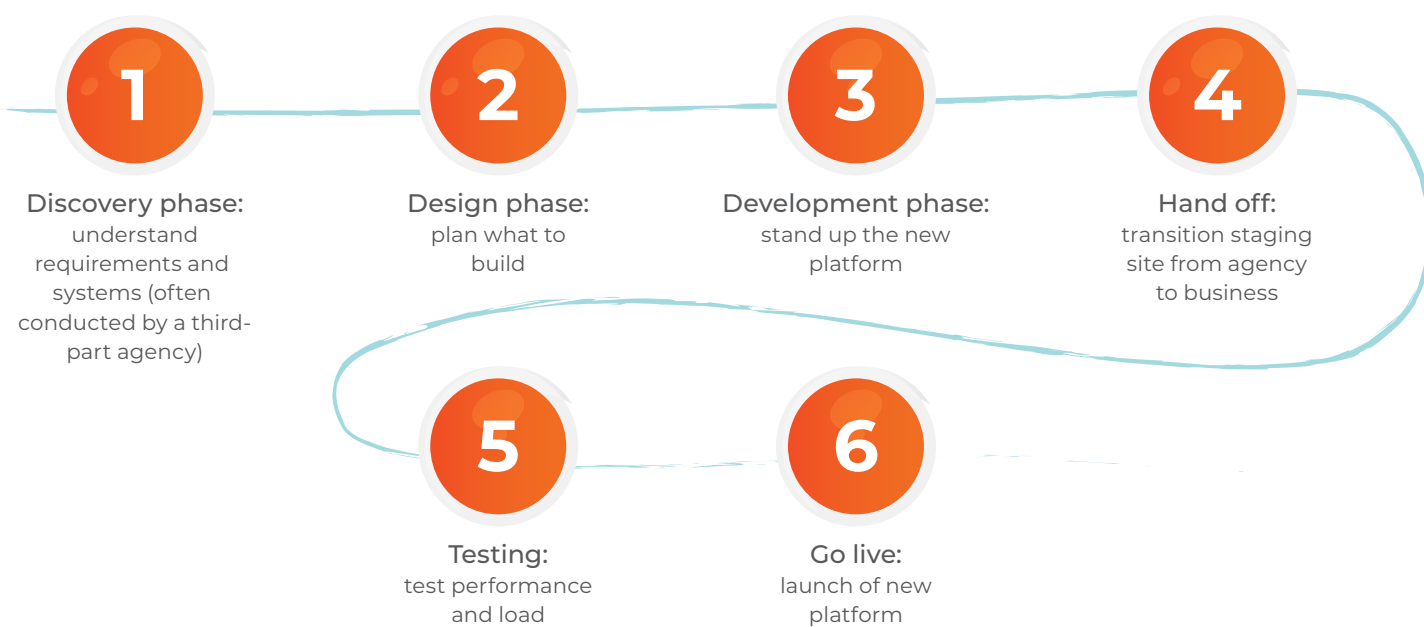 1
Discovery phase:
understand
requirements and
systems (often
conducted by a third-
part agency)
2
Design phase:
plan what to
build
3
Development phase:
stand up the new
platform
4
Hand off:
transition staging
site from agency
to business
5
Testing:
test performance
and load
6
Go live:
launch of new
platform